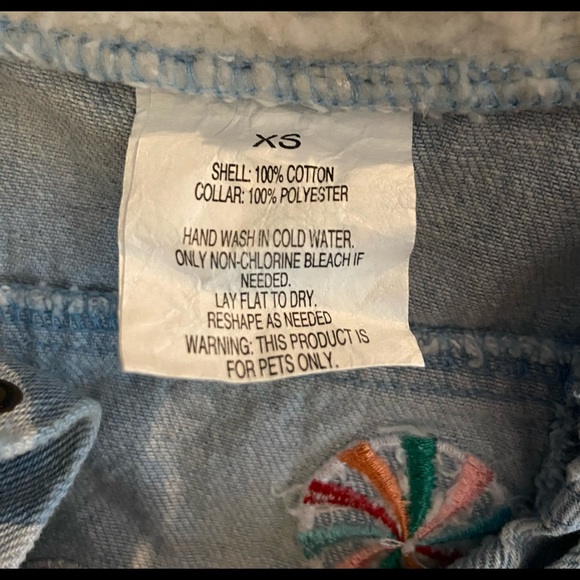 XS
SHELL: 100% COTTON
COLLAR: 100% POLYESTER
HAND WASH IN COLD WATER.
ONLY NON-CHLORINE BLEACH IF
NEEDED.
LAY FLAT TO DRY.
RESHAPE AS NEEDED
WARNING: THIS PRODUCT IS
FOR PETS ONLY.